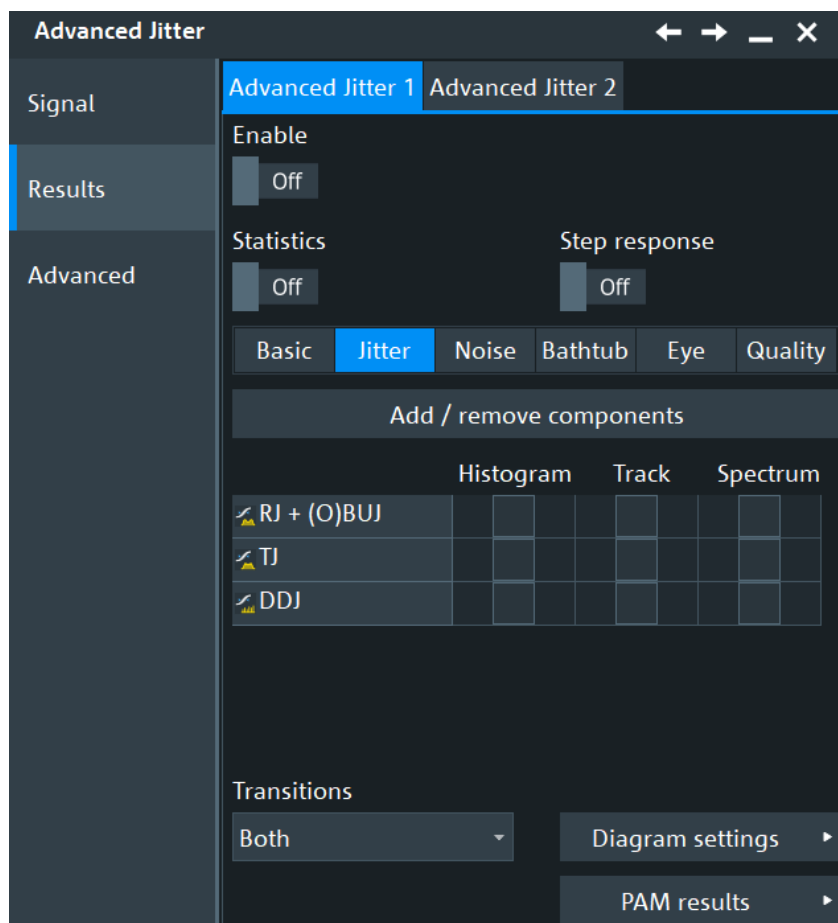 Advanced Jitter
Signal
Results
Advanced
Advanced Jitter 1 Advanced Jitter 2
Enable
Off
Statistics Step response
Off Off
Basic Jitter Noise Bathtub Eye Quality
Add / remove components
Histogram Track Spectrum
RJ + (O)BUJ
TJ
DDJ
Transitions
Both Diagram settings
PAM results